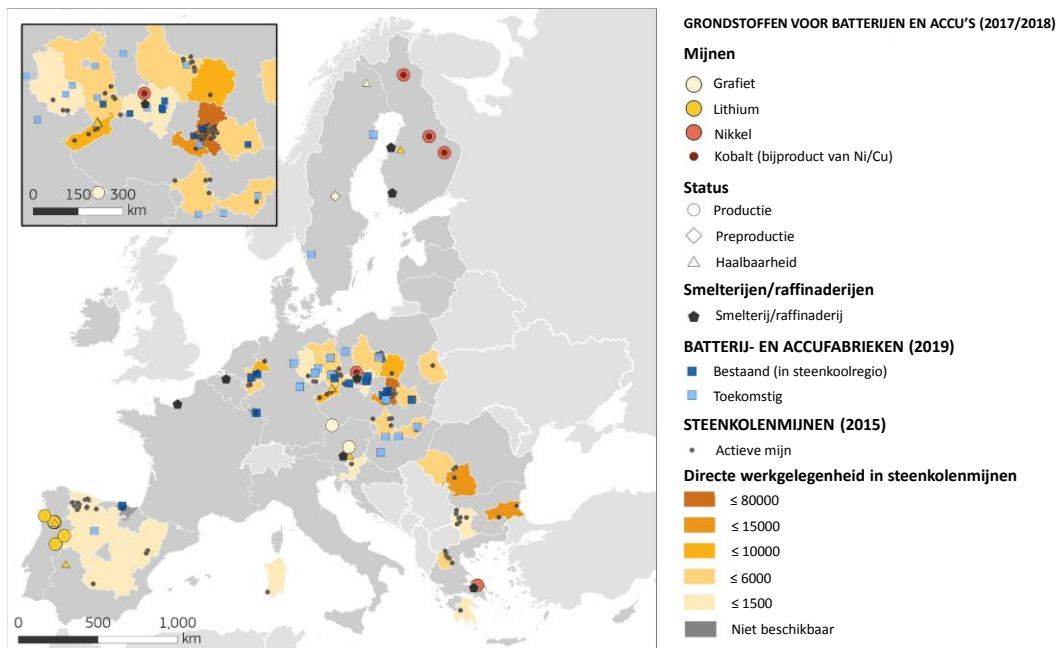 0 150 300
km
0 500 1,000
km
GRONDSTOFFEN VOOR BATTERIJEN EN ACCU'S (2017/2018)
Mijnen
Grafiet
Lithium
Nikkel
Kobalt (bijproduct van Ni/Cu)
Status
Productie
Preproductie
Haalbaarheid
Smelterijen/raffinaderijen
Smelterij/raffinaderij
BATTERIJ- EN ACCUFABRIEKEN (2019)
Bestaand (in steenkoolregio)
Toekomstig
STEENKOLENMIJNEN (2015)
Actieve mijn
Directe werkgelegenheid in steenkolenmijnen
≤ 80000
≤ 15000
≤ 10000
≤ 6000
≤ 1500
Niet beschikbaar